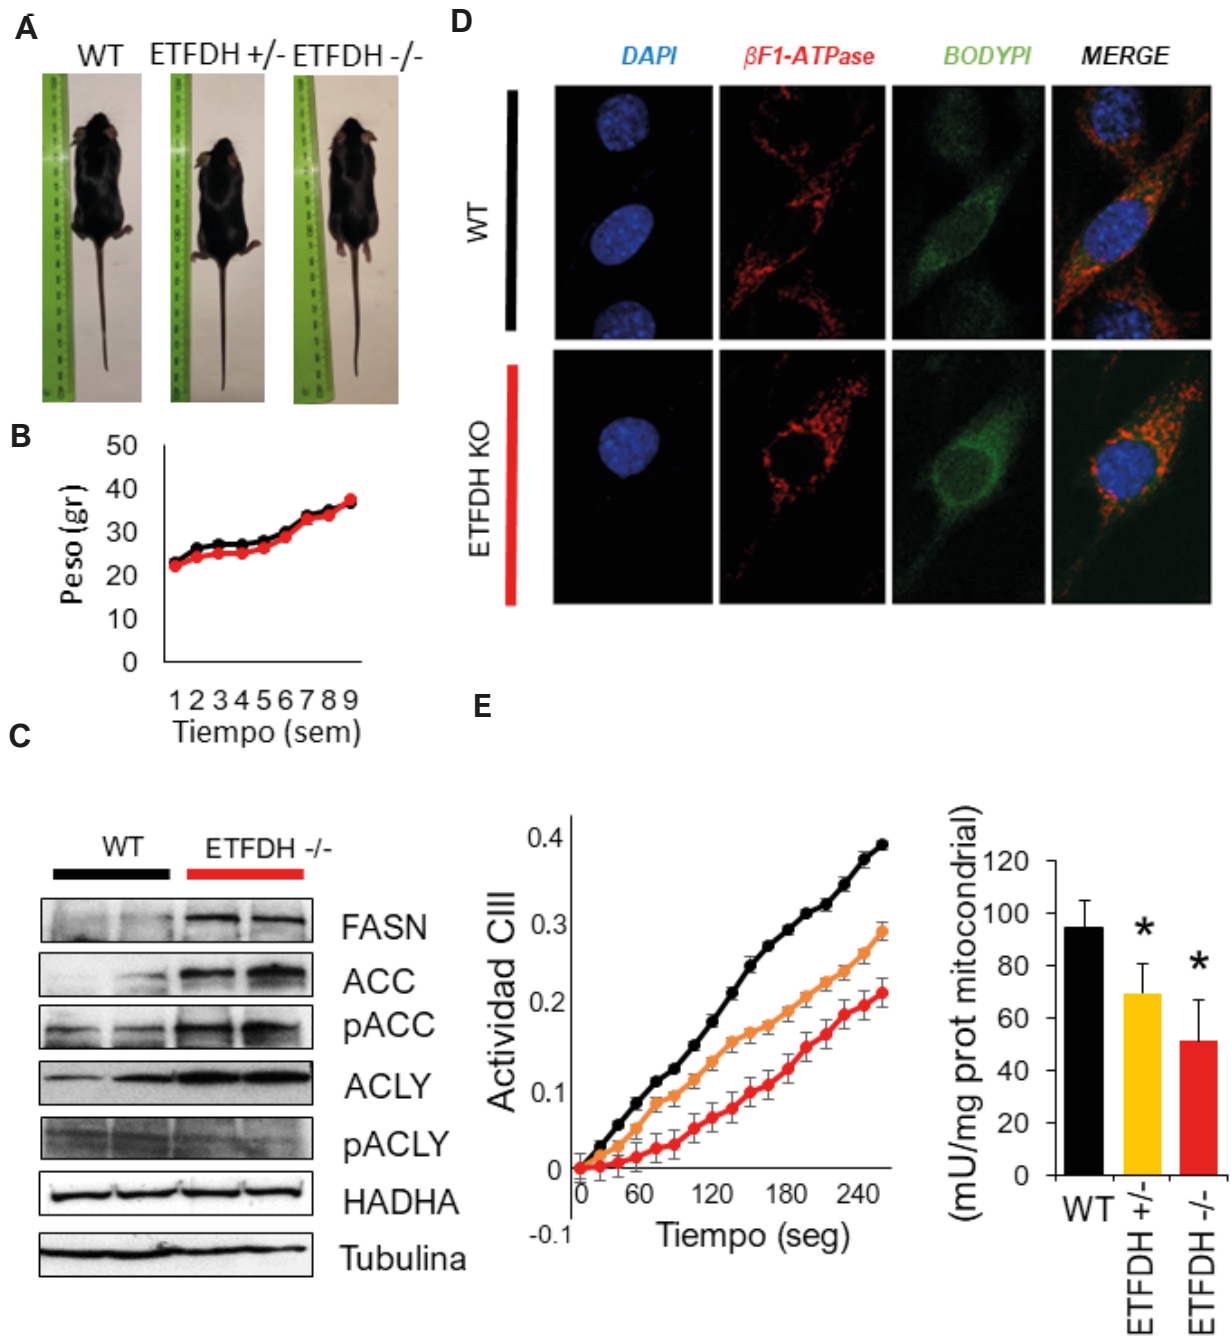 A
WT
ETFDH +/-
ETFDH -/-
B
50
40
30
20
10
0
Peso (gr)
1 2 3 4 5 6 7 8 9
Tiempo (sem)
C
WT
ETFDH -/-
FASN
ACC
pACC
ACLY
pACLY
HADHA
Tubulina
D
DAPI
βF1-ATPase
BODYPI
MERGE
WT
ETFDH KO
E
0.4
0.3
0.2
0.1
0
-0.1
Actividad CIII
0 60 120 180 240
Tiempo (seg)
(mU/mg prot mitocondrial)
120
100
80
60
40
20
0
*
*
WT
ETFDH +/-
ETFDH -/-